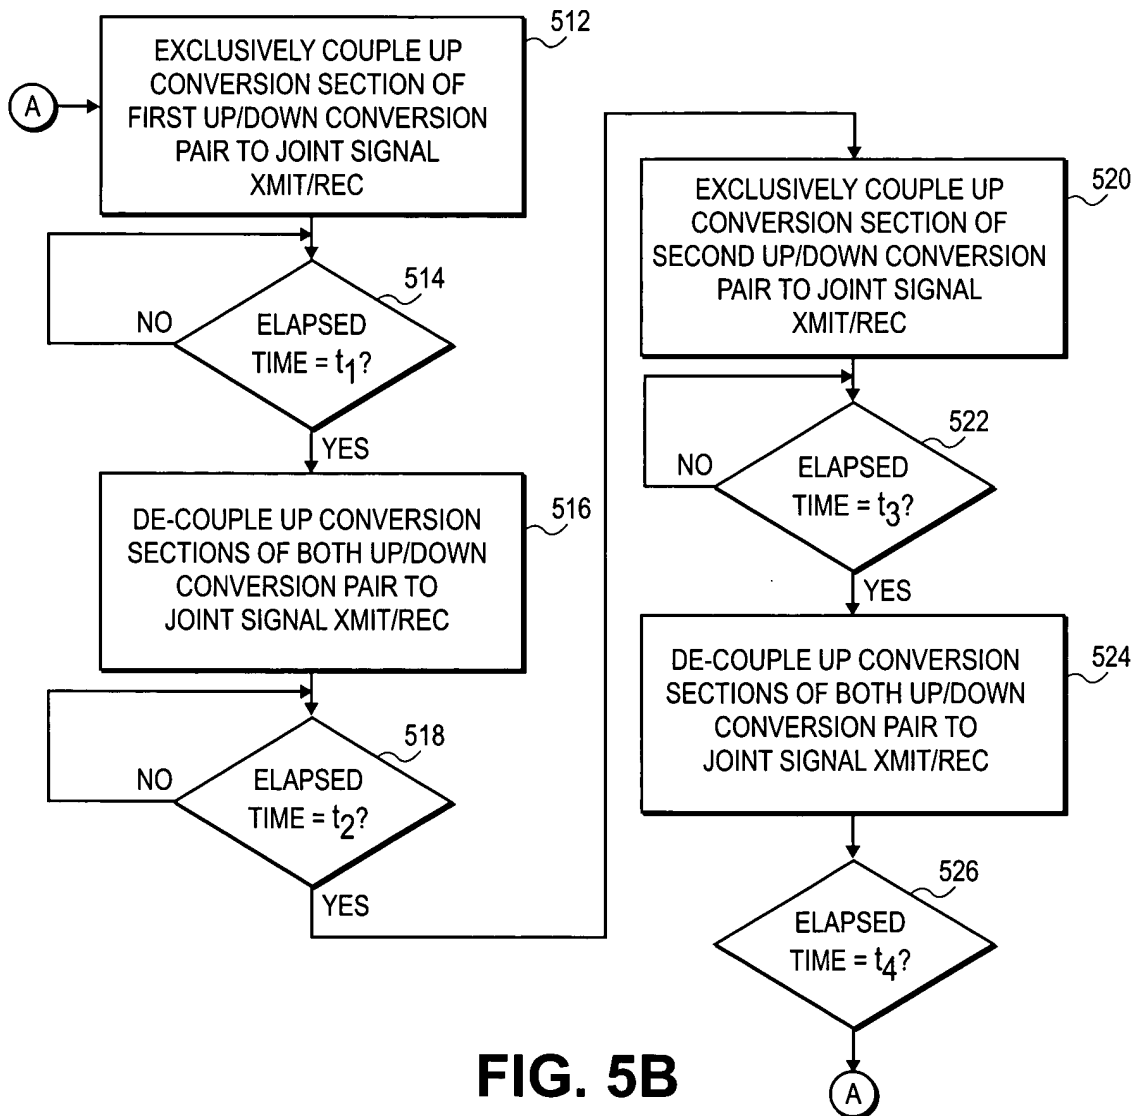 512
EXCLUSIVELY COUPLE UP
CONVERSION SECTION OF
FIRST UP/DOWN CONVERSION
PAIR TO JOINT SIGNAL
XMIT/REC
A
514
NO
ELAPSED
TIME = t1?
YES
516
DE-COUPLE UP CONVERSION
SECTIONS OF BOTH UP/DOWN
CONVERSION PAIR TO
JOINT SIGNAL XMIT/REC
518
NO
ELAPSED
TIME = t2?
YES
520
EXCLUSIVELY COUPLE UP
CONVERSION SECTION OF
SECOND UP/DOWN CONVERSION
PAIR TO JOINT SIGNAL
XMIT/REC
522
NO
ELAPSED
TIME = t3?
YES
524
DE-COUPLE UP CONVERSION
SECTIONS OF BOTH UP/DOWN
CONVERSION PAIR TO
JOINT SIGNAL XMIT/REC
526
ELAPSED
TIME = t4?
A
FIG. 5B